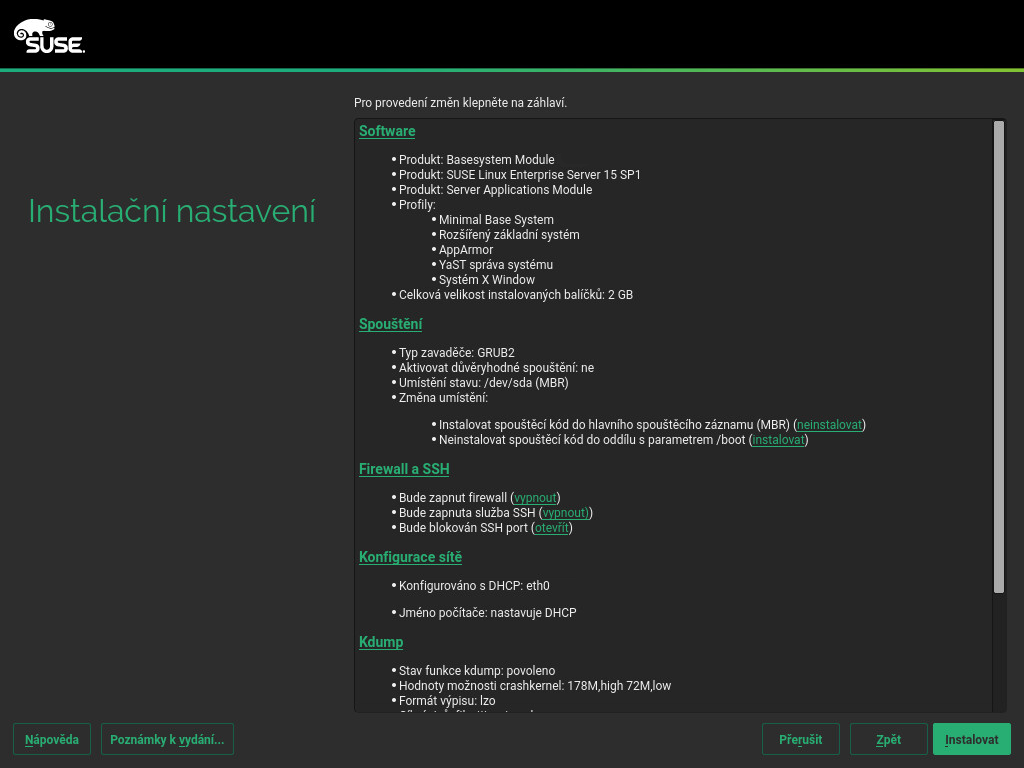 SUSE
Pro provedení změn klepněte na záhlaví.
Instalační nastavení
Software
Produkt: Basesystem Module
Produkt: SUSE Linux Enterprise Server 15 SP1
Produkt: Server Applications Module
Profily:
Minimal Base System
Rozšířený základní systém
AppArmor
YaST správa systému
Systém X Window
Celková velikost instalovaných balíčků: 2 GB
Spouštění
Typ zavaděče: GRUB2
Aktivovat důvěryhodné spouštění: ne
Umístění stavu: /dev/sda (MBR)
Změna umístění:
Instalovat spouštěcí kód do hlavního spouštěcího záznamu (MBR) (neinstalovat)
Neinstalovat spouštěcí kód do oddílu s parametrem /boot (instalovat)
Firewall a SSH
Bude zapnut firewall (vypnout)
Bude zapnuta služba SSH (vypnout))
Bude blokován SSH port (otevřít)
Konfigurace sítě
Konfigurováno s DHCP: eth0
Jméno počítače: nastavuje DHCP
Kdump
Stav funkce kdump: povoleno
Hodnoty možnosti crashkernel: 178M,high 72M,low
Formát výpisu: lzo
Nápověda
Poznámky k vydání...
Přerušit
Zpět
Instalovat